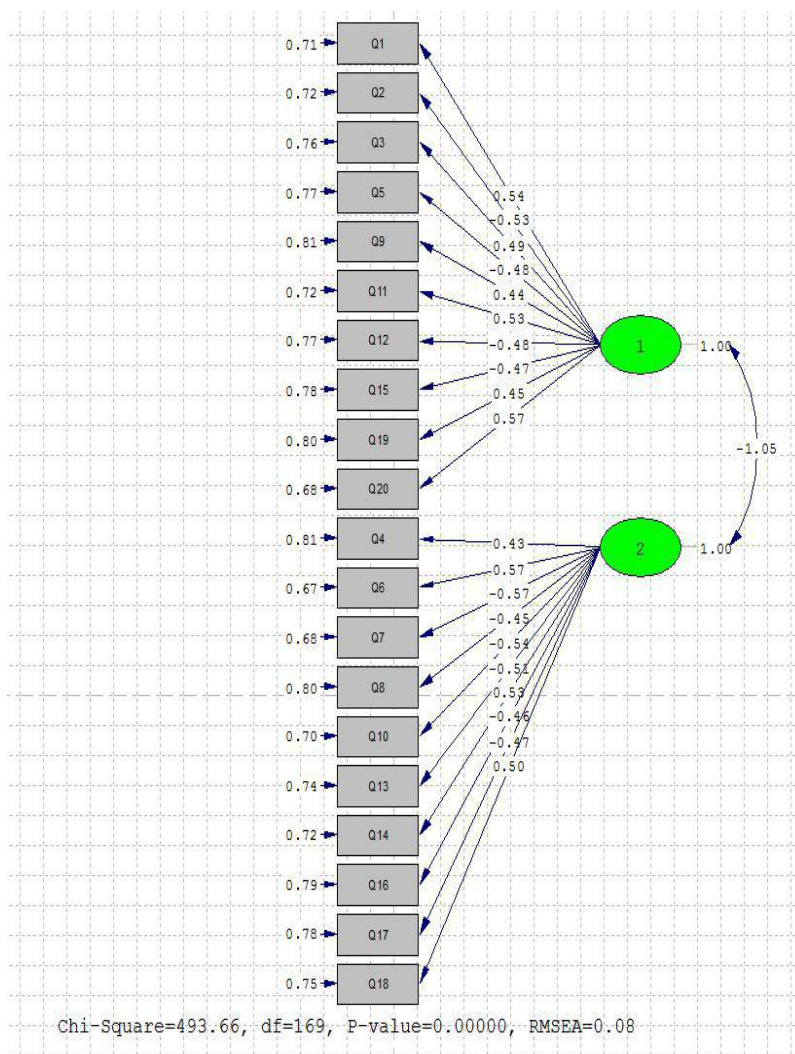 0.71 Q1
0.72 Q2
0.76 Q3
0.77 Q5
0.54
-0.53
0.81 Q9
0.49
-0.48
0.72 Q11
0.44
0.53
0.77 Q12
-0.48
1
1.00
0.78 Q15
-0.47
0.45
0.80 Q19
0.57
-1.05
0.68 Q20
0.81 Q4
0.43
2
1.00
0.67 Q6
0.57
-0.57
0.68 Q7
-0.45
-0.54
0.80 Q8
-0.51
0.53
0.70 Q10
-0.46
-0.47
0.50
0.74 Q13
0.72 Q14
0.79 Q16
0.78 Q17
0.75 Q18
Chi-Square=493.66, df=169, P-value=0.00000, RMSEA=0.08